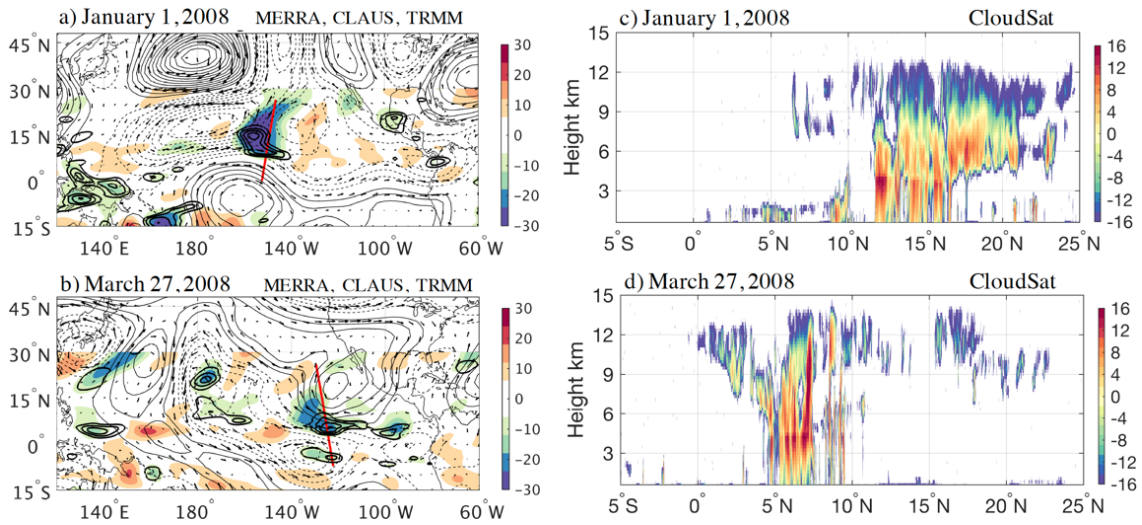 a) January 1, 2008 MERRA, CLAUS, TRMM
45° N
30° N
15° N
0°
15° S
140° E 180° 140° W 100° W 60° W
30
20
10
0
−10
−20
−30
c) January 1, 2008 CloudSat
Height km
15
12
9
6
3
5 S 0° 5 N 10 N 15 N 20 N 25 N
16
12
8
4
0
-4
-8
-12
-16
b) March 27, 2008 MERRA, CLAUS, TRMM
45° N
30° N
15° N
0°
15° S
140° E 180° 140° W 100° W 60° W
30
20
10
0
−10
−20
−30
d) March 27, 2008 CloudSat
Height km
15
12
9
6
3
5 S 0° 5 N 10 N 15 N 20 N 25 N
16
12
8
4
0
-4
-8
-12
-16